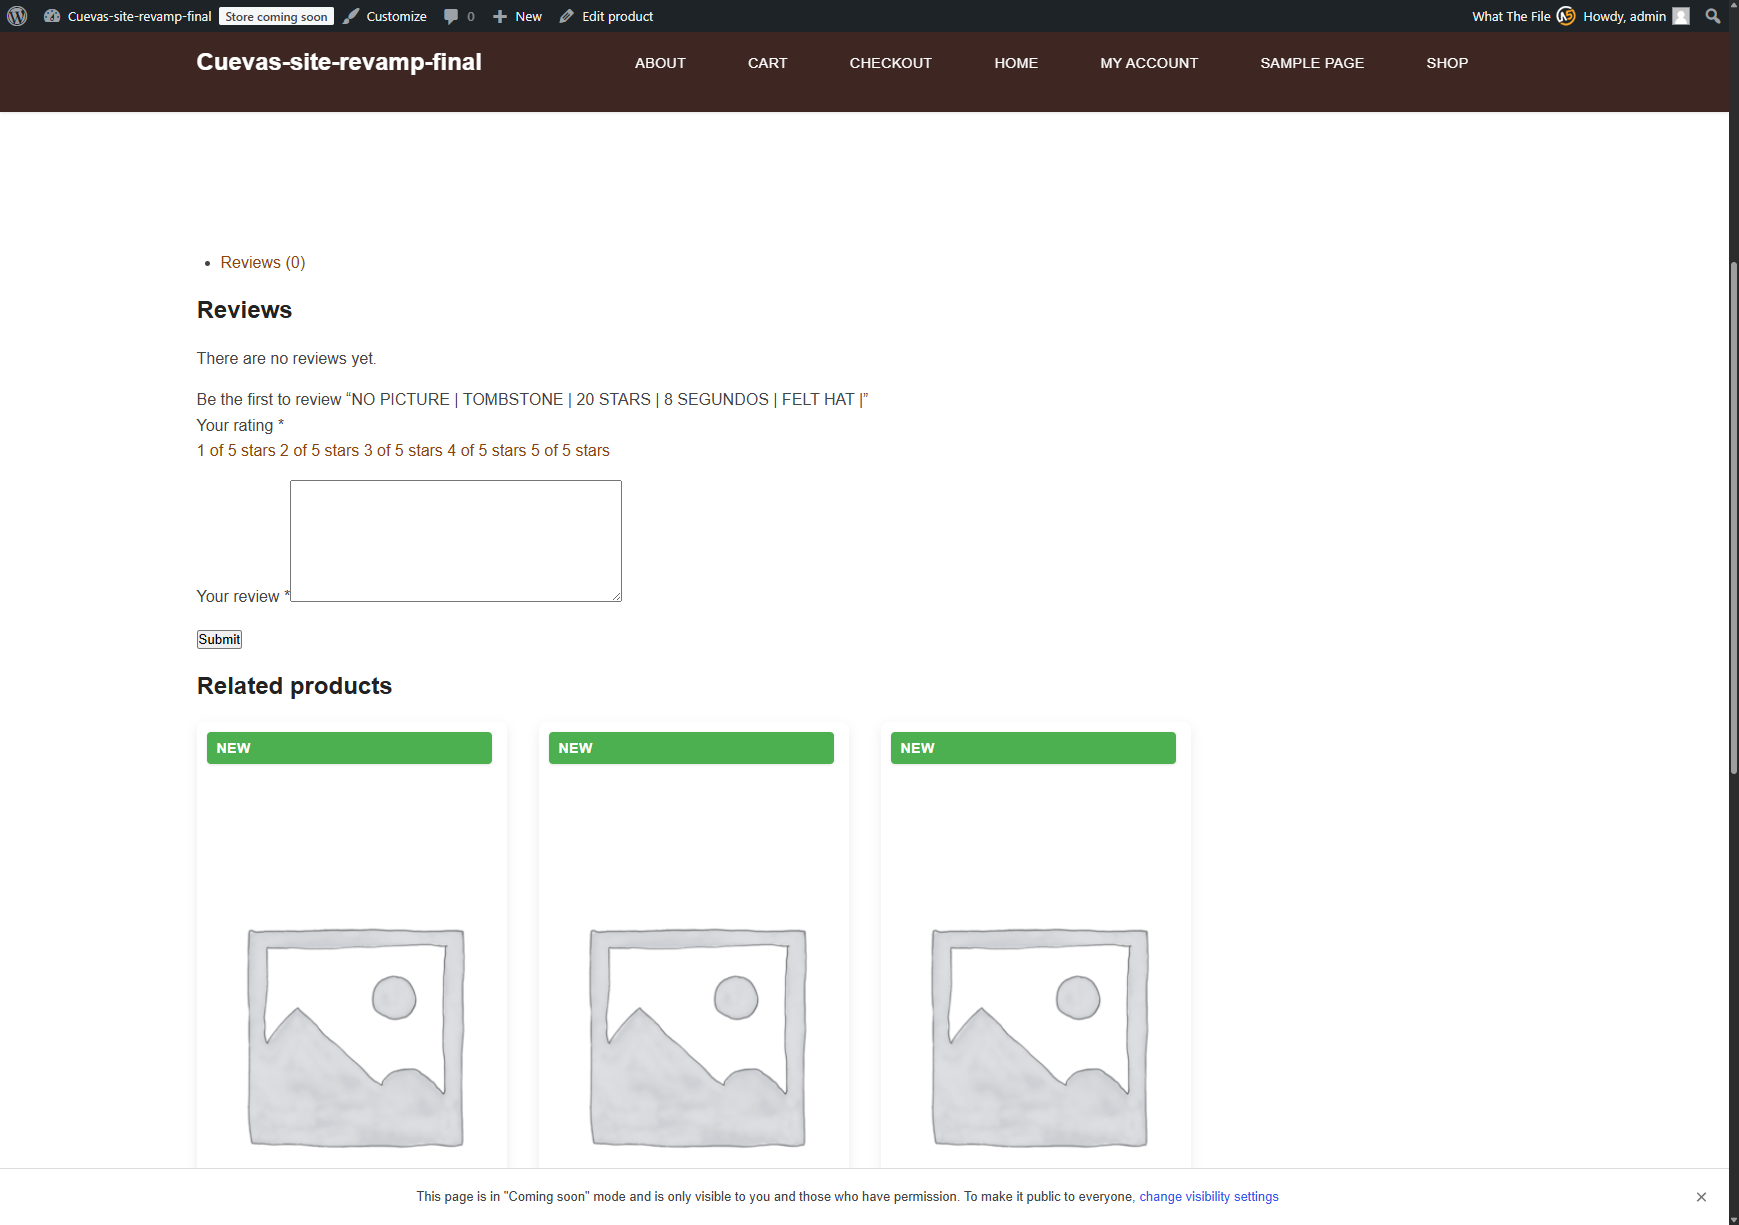 Cuevas-site-revamp-final Store coming soon Customize 0 New Edit product What The File Howdy, admin
Cuevas-site-revamp-final ABOUT CART CHECKOUT HOME MY ACCOUNT SAMPLE PAGE SHOP
• Reviews (0)
Reviews
There are no reviews yet.
Be the first to review “NO PICTURE | TOMBSTONE | 20 STARS | 8 SEGUNDOS | FELT HAT |”
Your rating *
1 of 5 stars 2 of 5 stars 3 of 5 stars 4 of 5 stars 5 of 5 stars
Your review *
Submit
Related products
NEW NEW NEW
This page is in "Coming soon" mode and is only visible to you and those who have permission. To make it public to everyone, change visibility settings